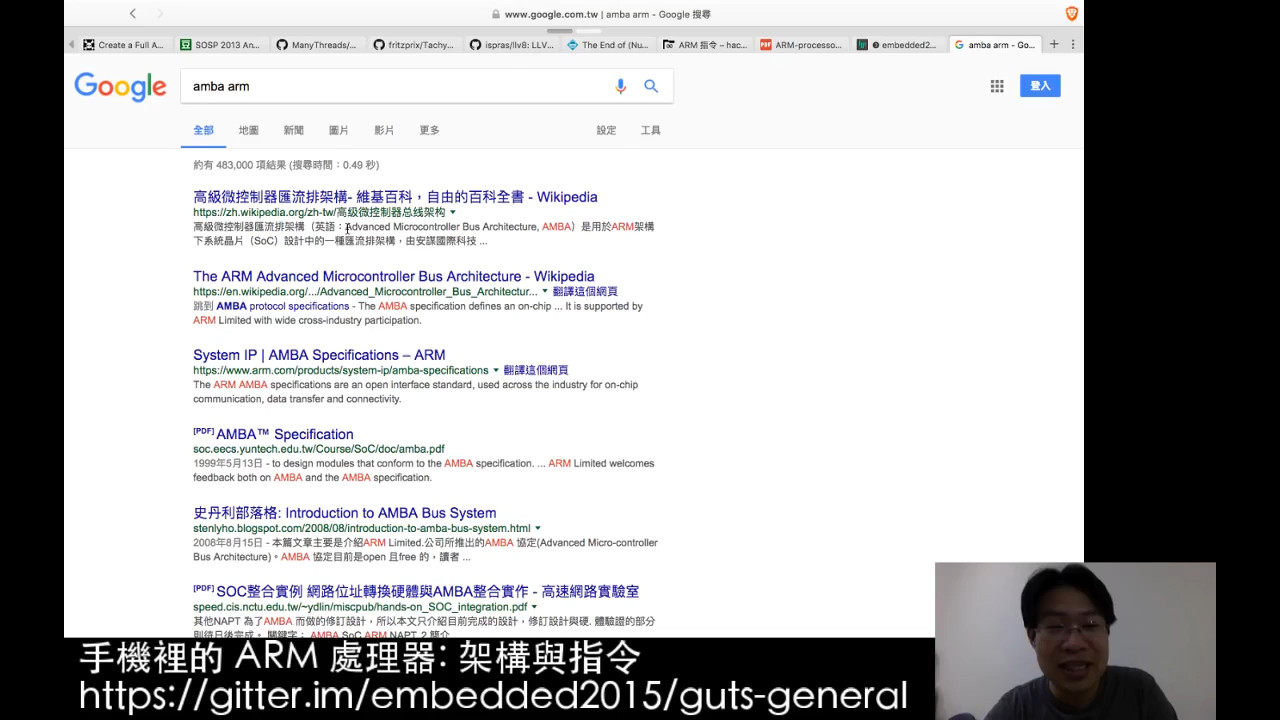 www.google.com.tw | amba arm - Google 搜尋
Create a Full A...
SOSP 2013 An...
ManyThreads/...
fritzprix/Tachy...
ispras/llv8: LLV...
The End of (Nu...
ARM 指令 – hac...
ARM-processo...
embedded2...
amba arm - Go...
Google
amba arm
登入
全部 地圖 新聞 圖片 影片 更多 設定 工具
約有 483,000 項結果 (搜尋時間：0.49 秒)
高級微控制器匯流排架構- 維基百科，自由的百科全書 - Wikipedia
https://zh.wikipedia.org/zh-tw/高级微控制器总线架构
高級微控制器匯流排架構（英語：Advanced Microcontroller Bus Architecture, AMBA）是用於ARM架構
下系統晶片（SoC）設計中的一種匯流排架構，由安謀國際科技 ...
The ARM Advanced Microcontroller Bus Architecture - Wikipedia
https://en.wikipedia.org/.../Advanced_Microcontroller_Bus_Architectur... 翻譯這個網頁
跳到 AMBA protocol specifications - The AMBA specification defines an on-chip ... It is supported by
ARM Limited with wide cross-industry participation.
System IP | AMBA Specifications – ARM
https://www.arm.com/products/system-ip/amba-specifications 翻譯這個網頁
The ARM AMBA specifications are an open interface standard, used across the industry for on-chip
communication, data transfer and connectivity.
[PDF] AMBA™ Specification
soc.eecs.yuntech.edu.tw/Course/SoC/doc/amba.pdf
1999年5月13日 - to design modules that conform to the AMBA specification. ... ARM Limited welcomes
feedback both on AMBA and the AMBA specification.
史丹利部落格: Introduction to AMBA Bus System
stenlyho.blogspot.com/2008/08/introduction-to-amba-bus-system.html
2008年8月15日 - 本篇文章主要是介紹ARM Limited.公司所推出的AMBA 協定(Advanced Micro-controller
Bus Architecture)。AMBA 協定目前是open 且free 的，讀者 ...
[PDF] SOC整合實例 網路位址轉換硬體與AMBA整合實作 - 高速網路實驗室
speed.cis.nctu.edu.tw/~ydlin/miscpub/hands-on_SOC_integration.pdf
其他NAPT 為了AMBA 而做的修訂設計，所以本文只介紹目前完成的設計，修訂設計與硬. 體驗證的部分
則待日後完成。 關鍵字： AMBA SoC ARM NAPT. 2 簡介
手機裡的 ARM 處理器: 架構與指令
https://gitter.im/embedded2015/guts-general